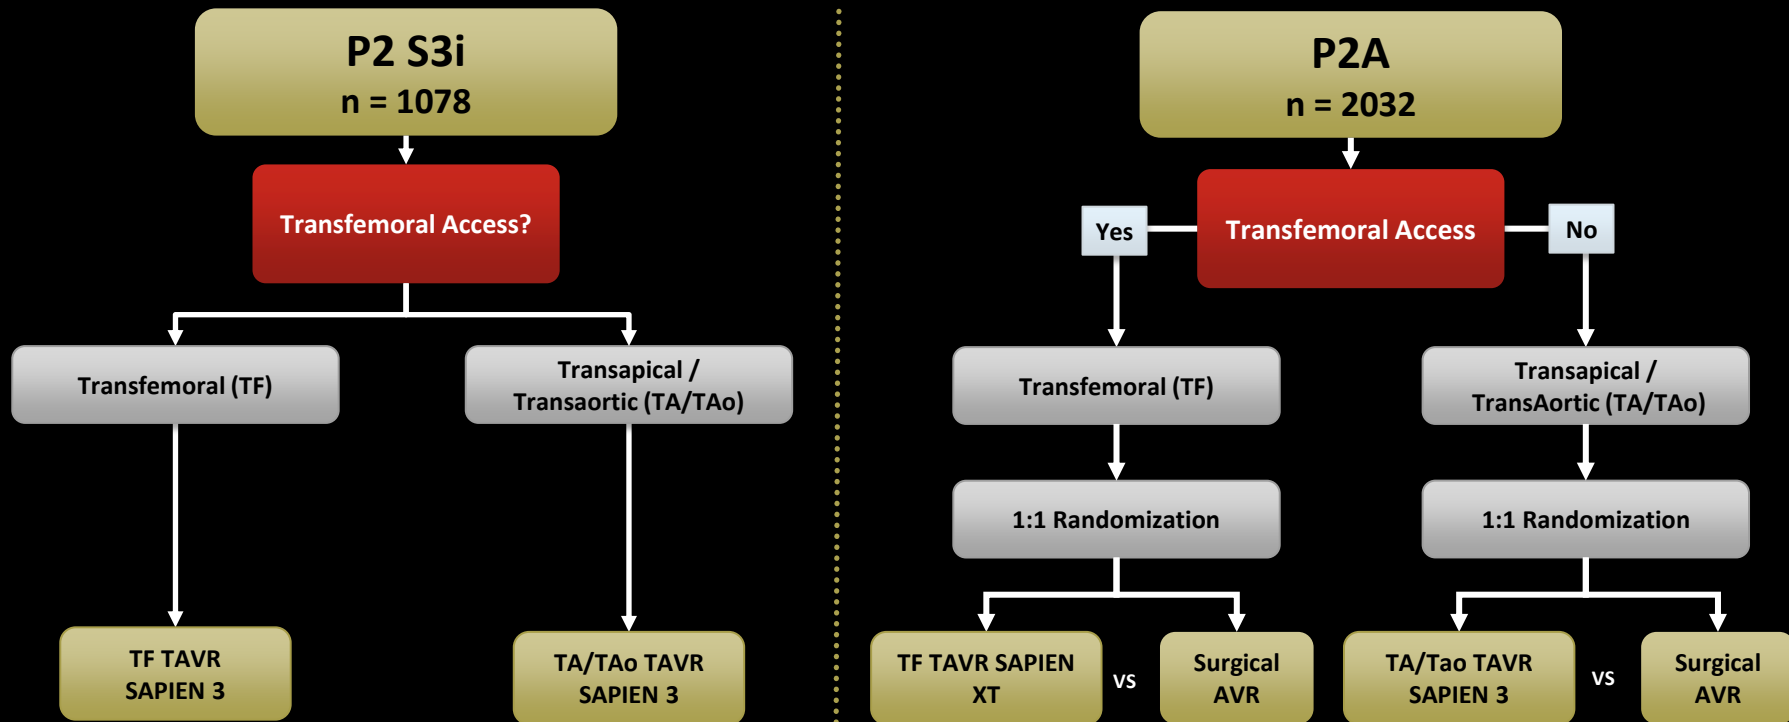 P2 S3i
n = 1078
Transfemoral Access?
Transfemoral (TF)
Transapical /
Transaortic (TA/TAo)
TF TAVR
SAPIEN 3
TA/TAo TAVR
SAPIEN 3
P2A
n = 2032
Yes
Transfemoral Access
No
Transfemoral (TF)
Transapical /
TransAortic (TA/TAo)
1:1 Randomization
1:1 Randomization
TF TAVR SAPIEN
XT
VS
Surgical
AVR
TA/Tao TAVR
SAPIEN 3
VS
Surgical
AVR